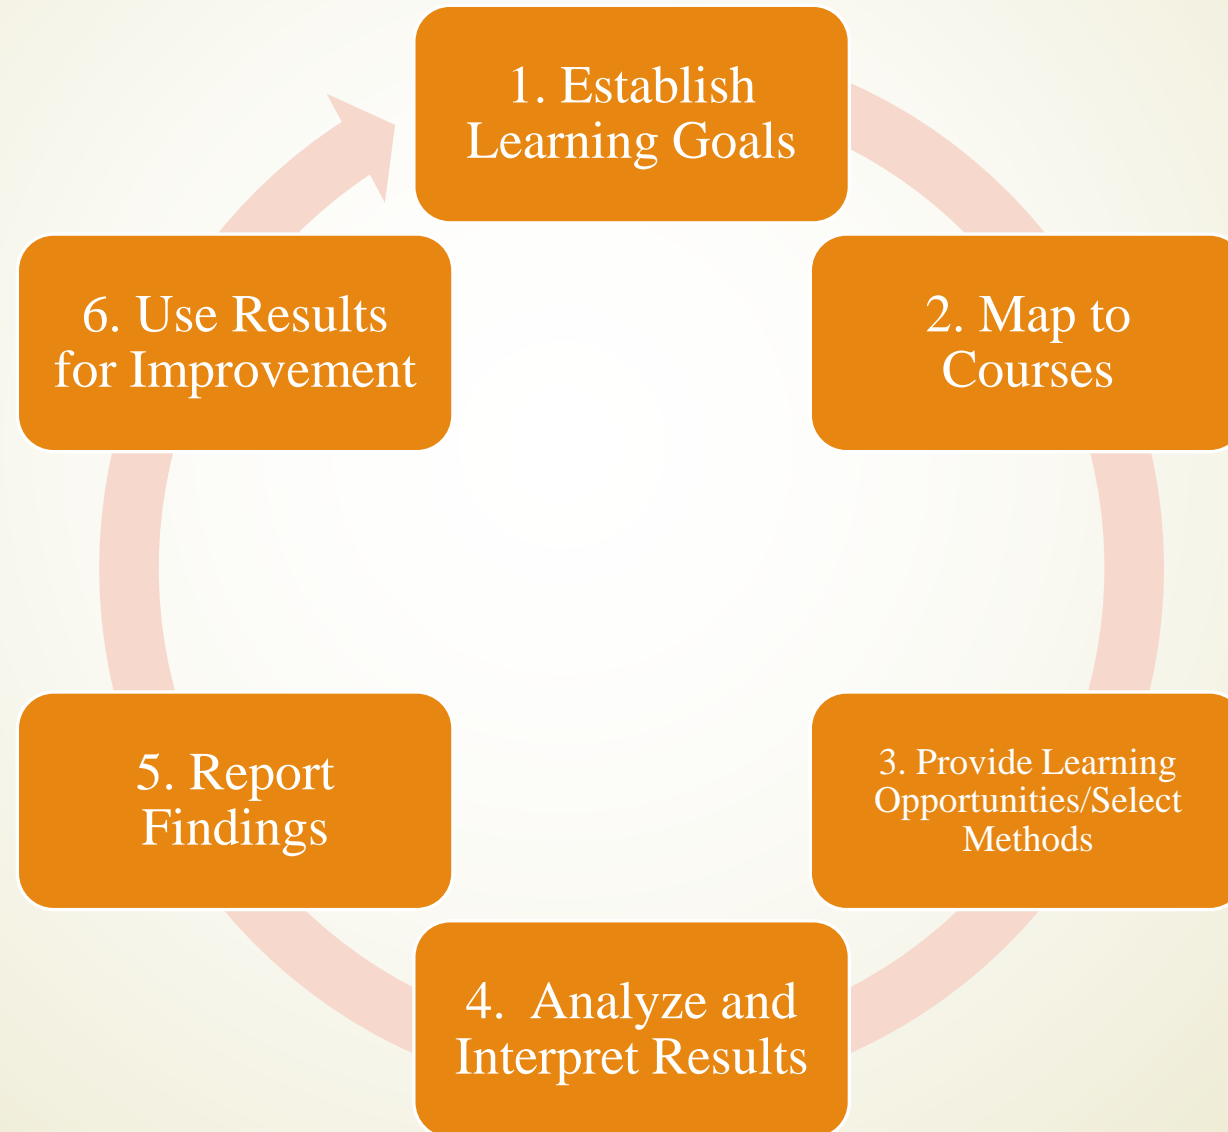 1. Establish
Learning Goals
2. Map to
Courses
3. Provide Learning
Opportunities/Select
Methods
4.  Analyze and
Interpret Results
5. Report
Findings
6. Use Results
for Improvement